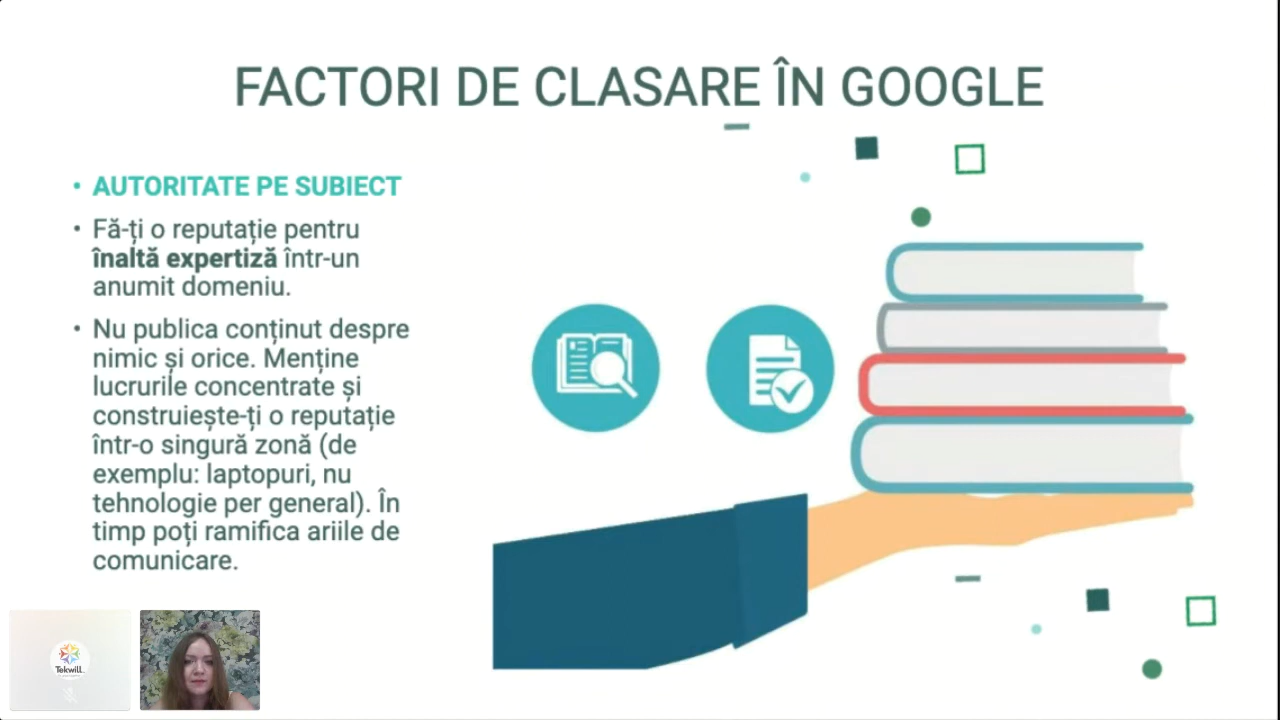 FACTORI DE CLASARE ÎN GOOGLE
• AUTORITATE PE SUBIECT
• Fă-ți o reputație pentru
înaltă expertiză într-un
anumit domeniu.
• Nu publica conținut despre
nimic și orice. Menține
lucrurile concentrate și
construiește-ți o reputație
într-o singură zonă (de
exemplu: laptopuri, nu
tehnologie per general). În
timp poți ramifica ariile de
comunicare.
Tekwill